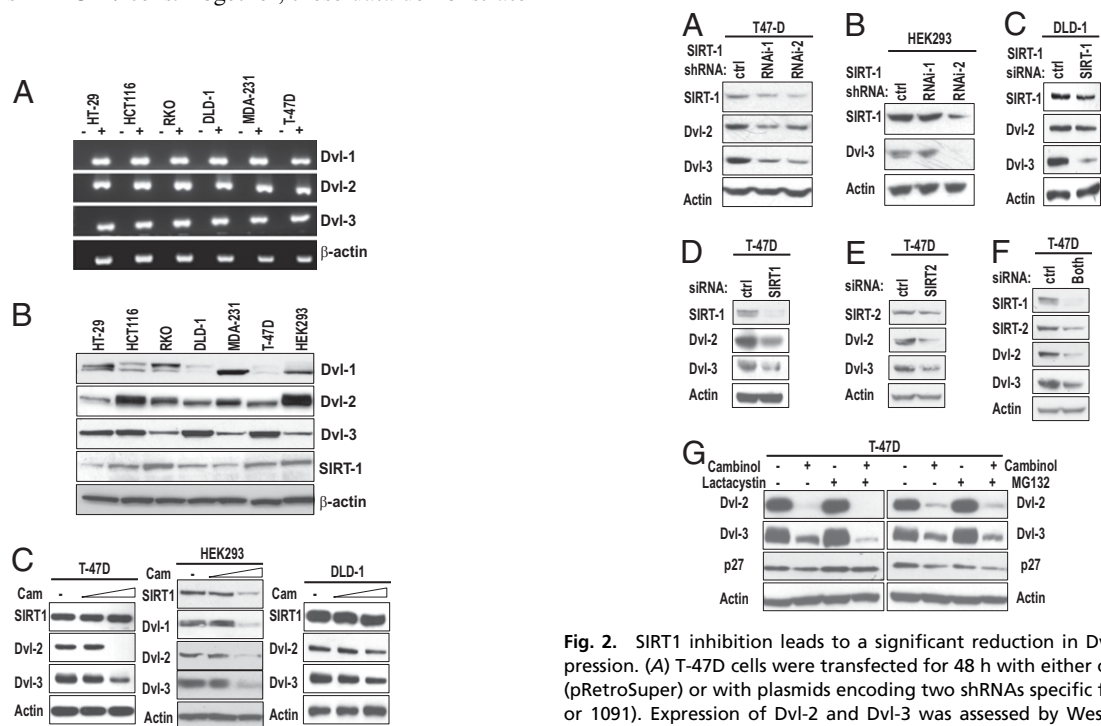 A
HT-29 HCT116 RKO DLD-1 MDA-231 T-47D
- + - + - + - + - + - +
Dvl-1
Dvl-2
Dvl-3
β-actin
B
HT-29 HCT116 RKO DLD-1 MDA-231 T-47D HEK293
Dvl-1
Dvl-2
Dvl-3
SIRT-1
β-actin
C
T-47D
Cam -
SIRT1
Dvl-2
Dvl-3
Actin
HEK293
Cam -
SIRT1
Dvl-1
Dvl-2
Dvl-3
Actin
DLD-1
Cam -
SIRT1
Dvl-2
Dvl-3
Actin
A
T47-D
SIRT-1
shRNA: ctrl RNAi-1 RNAi-2
SIRT-1
Dvl-2
Dvl-3
Actin
B
HEK293
SIRT-1
shRNA: ctrl RNAi-1 RNAi-2
SIRT-1
Dvl-3
Actin
C
DLD-1
SIRT-1
siRNA: ctrl SIRT-1
SIRT-1
Dvl-2
Dvl-3
Actin
D
T-47D
siRNA: ctrl SIRT1
SIRT-1
Dvl-2
Dvl-3
Actin
E
T-47D
siRNA: ctrl SIRT2
SIRT-2
Dvl-2
Dvl-3
Actin
F
T-47D
siRNA: ctrl Both
SIRT-1
SIRT-2
Dvl-2
Dvl-3
Actin
G
T-47D
Cambinol - + - + - + - + Cambinol
Lactacystin - - + + - - + + MG132
Dvl-2 Dvl-2
Dvl-3 Dvl-3
p27 p27
Actin Actin
Fig. 2. SIRT1 inhibition leads to a significant reduction in Dv
pression. (A) T-47D cells were transfected for 48 h with either c
(pRetroSuper) or with plasmids encoding two shRNAs specific f
or 1091). Expression of Dvl-2 and Dvl-3 was assessed by Wes